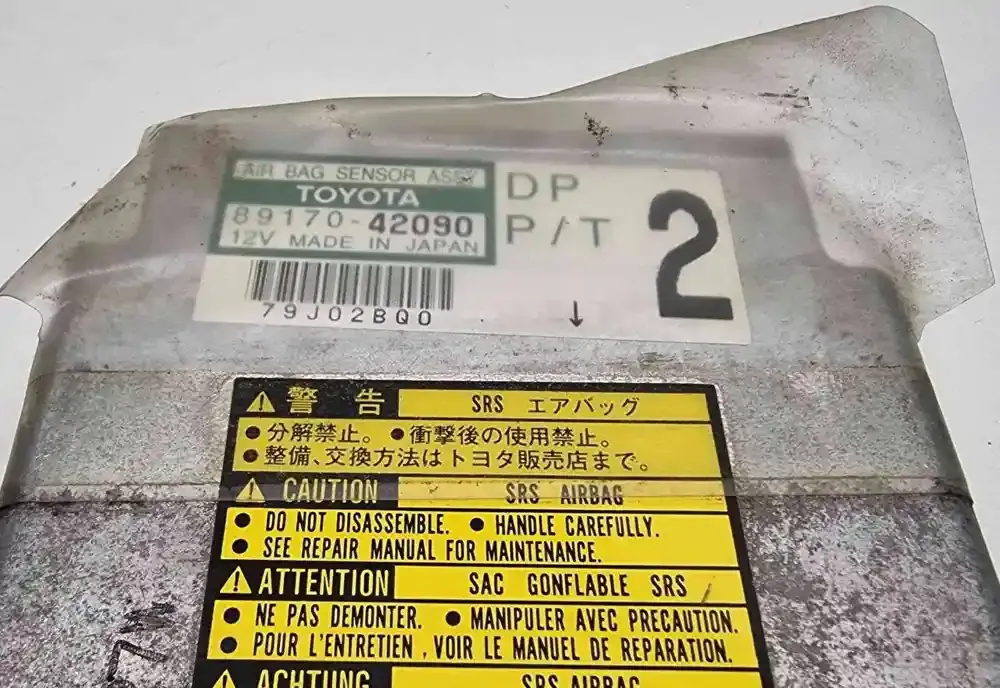 AIR BAG SENSOR ASSY
TOYOTA
89170-42090
12V MADE IN JAPAN
79J02BQ0
DP
P/T
2
↓
警告 SRS エアバッグ
●分解禁止。 ●衝撃後の使用禁止。
●整備、交換方法はトヨタ販売店まで。
CAUTION SRS AIRBAG
● DO NOT DISASSEMBLE. ● HANDLE CAREFULLY.
● SEE REPAIR MANUAL FOR MAINTENANCE.
ATTENTION SAC GONFLABLE SRS
● NE PAS DEMONTER. ● MANIPULER AVEC PRECAUTION.
● POUR L'ENTRETIEN, VOIR LE MANUEL DE REPARATION.
ACHTUNG SRS AIRBAG